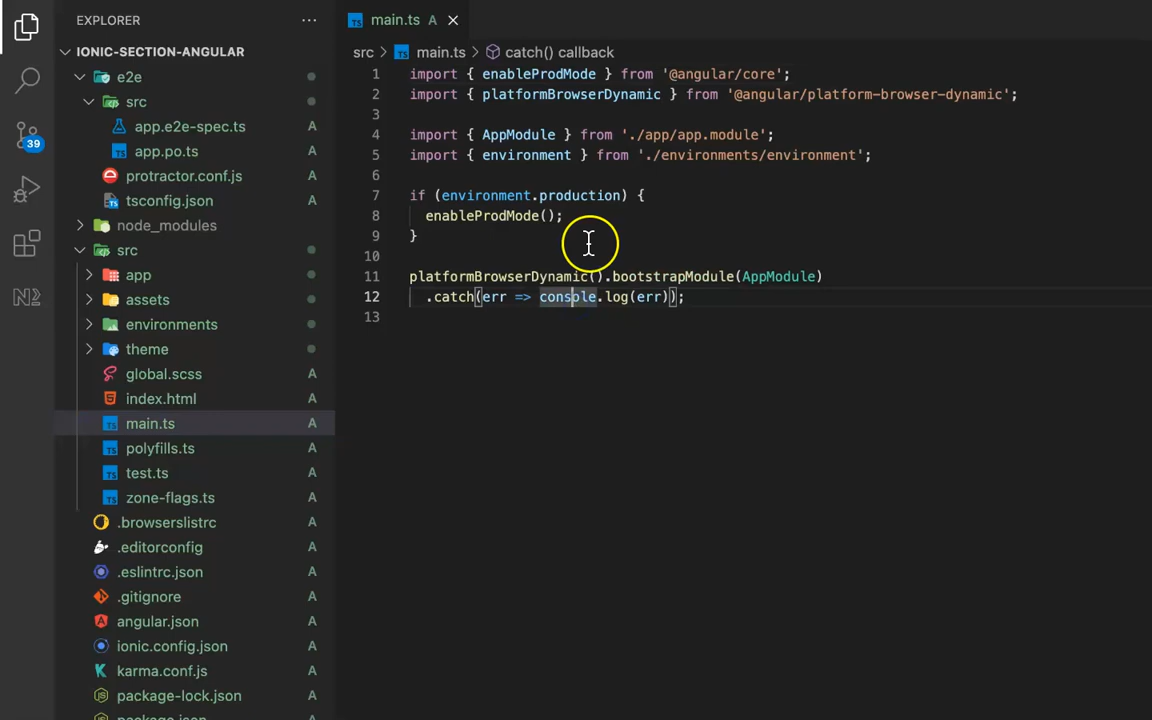 EXPLORER
IONIC-SECTION-ANGULAR
e2e
src
app.e2e-spec.ts A
app.po.ts A
protractor.conf.js A
tsconfig.json A
node_modules
src
app
assets
environments
theme
global.scss A
index.html A
main.ts A
polyfills.ts A
test.ts A
zone-flags.ts A
.browserslistrc A
.editorconfig A
.eslintrc.json A
.gitignore A
angular.json A
ionic.config.json A
karma.conf.js A
package-lock.json A
package.json A
39
main.ts A
src > main.ts > catch() callback
1 import { enableProdMode } from '@angular/core';
2 import { platformBrowserDynamic } from '@angular/platform-browser-dynamic';
3
4 import { AppModule } from './app/app.module';
5 import { environment } from './environments/environment';
6
7 if (environment.production) {
8 enableProdMode();
9 }
10
11 platformBrowserDynamic().bootstrapModule(AppModule)
12 .catch(err => console.log(err));
13